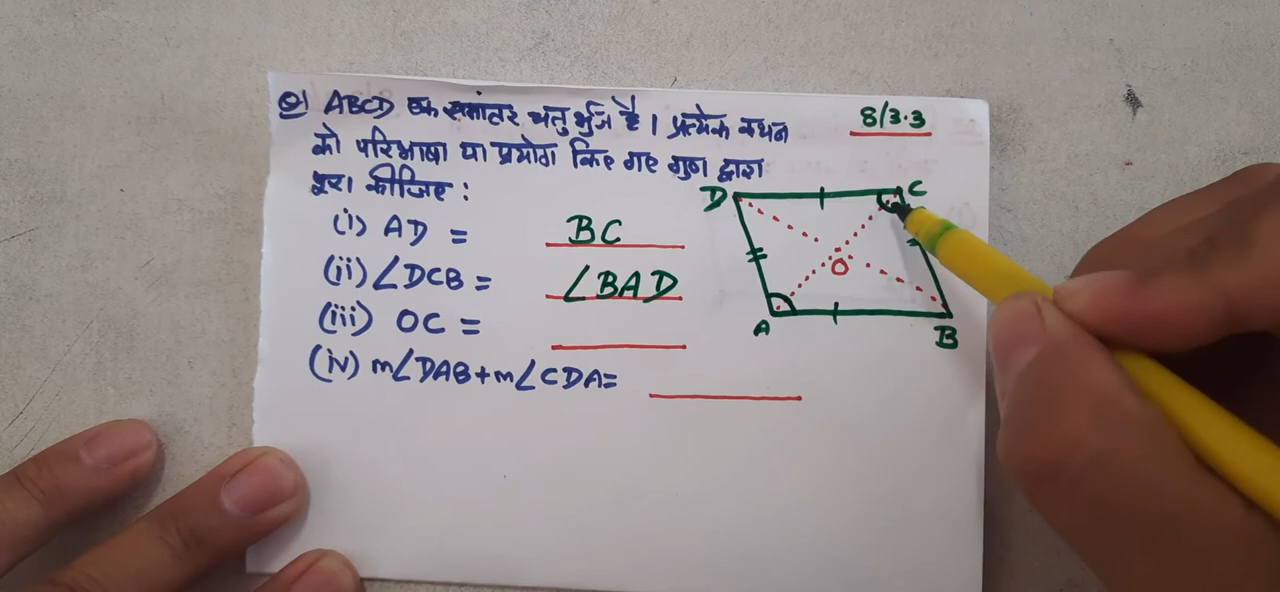 Q1 ABCD एक समांतर चतुर्भुज है। प्रत्येक कथन
को परिभाषा या प्रयोग किए गए गुण द्वारा
पूरा कीजिए :
8/3.3
(i) AD = BC
(ii) ∠DCB = ∠BAD
(iii) OC =
(iv) m∠DAB+m∠CDA=
D C
O
A B